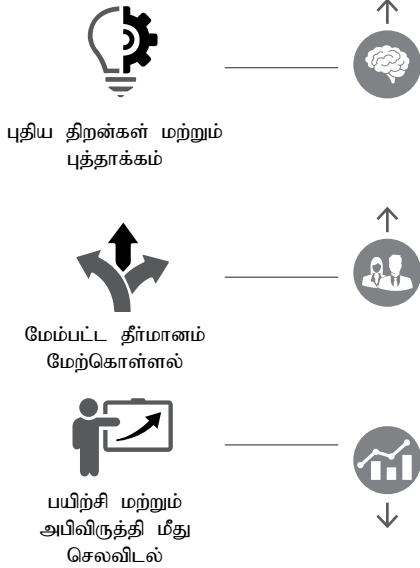 புதிய திறன்கள் மற்றும்
புத்தாக்கம்
மேம்பட்ட தீர்மானம்
மேற்கொள்ளல்
பயிற்சி மற்றும்
அபிவிருத்தி மீது
செலவிடல்